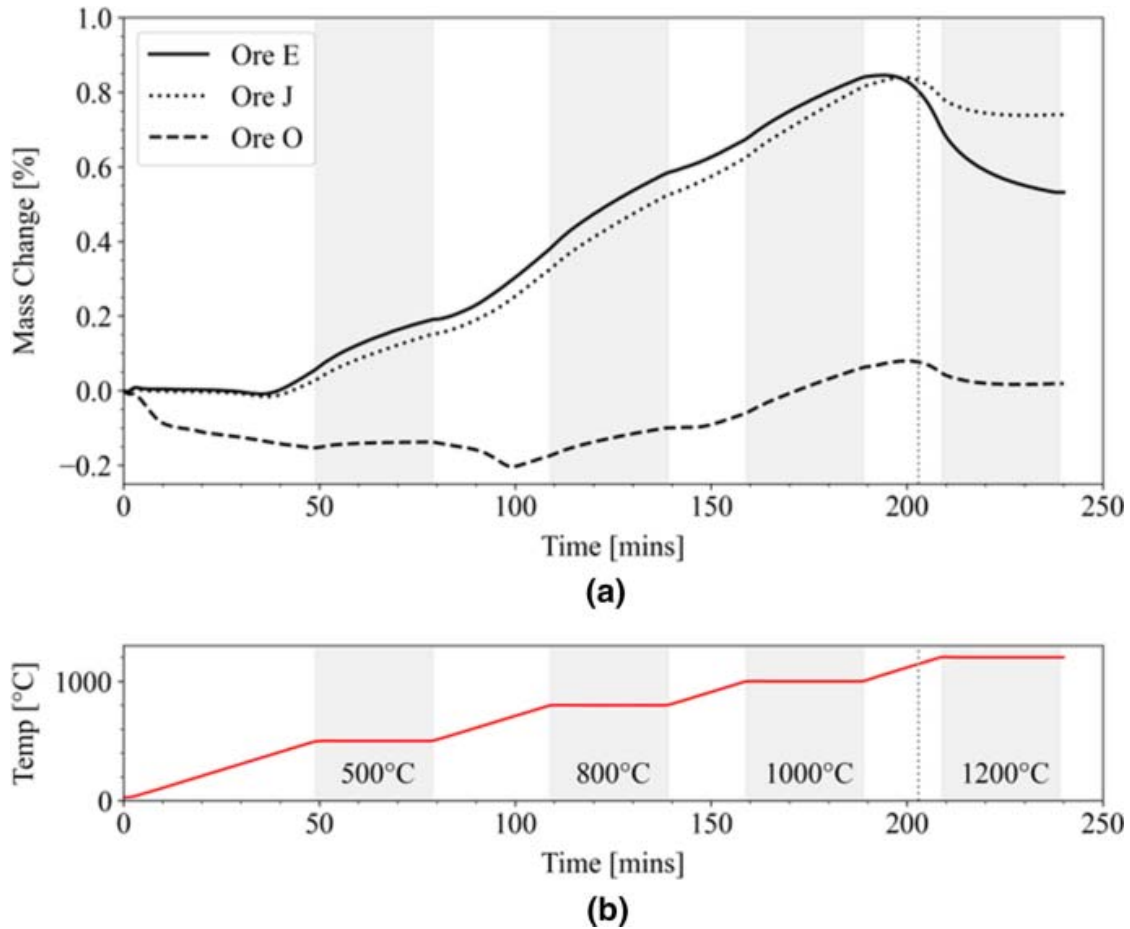 1.0
0.8
0.6
0.4
0.2
0.0
−0.2
Mass Change [%]
Ore E
Ore J
Ore O
0 50 100 150 200 250
Time [mins]
(a)
1000
0
Temp [°C]
500°C 800°C 1000°C 1200°C
0 50 100 150 200 250
Time [mins]
(b)